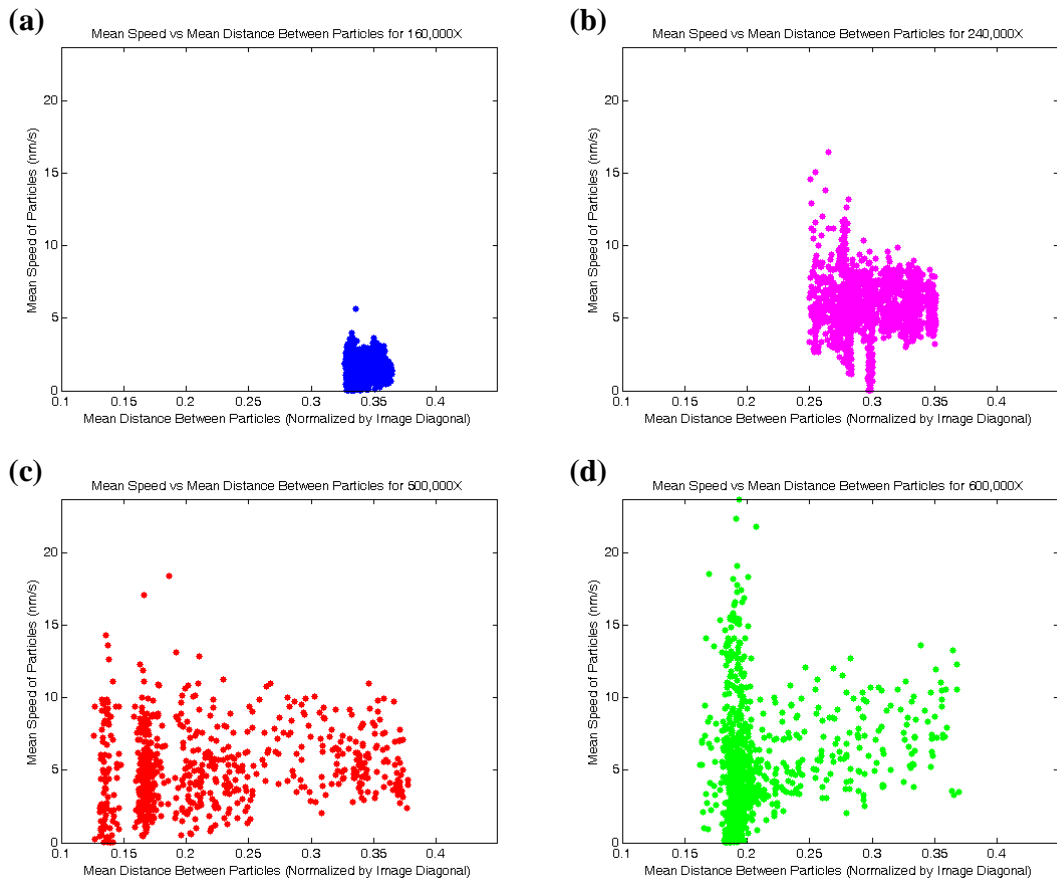 (a)
Mean Speed vs Mean Distance Between Particles for 160,000X
Mean Speed of Particles (nm/s)
20
15
10
5
0
0.1 0.15 0.2 0.25 0.3 0.35 0.4
Mean Distance Between Particles (Normalized by Image Diagonal)
(b)
Mean Speed vs Mean Distance Between Particles for 240,000X
Mean Speed of Particles (nm/s)
20
15
10
5
0
0.1 0.15 0.2 0.25 0.3 0.35 0.4
Mean Distance Between Particles (Normalized by Image Diagonal)
(c)
Mean Speed vs Mean Distance Between Particles for 500,000X
Mean Speed of Particles (nm/s)
20
15
10
5
0
0.1 0.15 0.2 0.25 0.3 0.35 0.4
Mean Distance Between Particles (Normalized by Image Diagonal)
(d)
Mean Speed vs Mean Distance Between Particles for 600,000X
Mean Speed of Particles (nm/s)
20
15
10
5
0
0.1 0.15 0.2 0.25 0.3 0.35 0.4
Mean Distance Between Particles (Normalized by Image Diagonal)